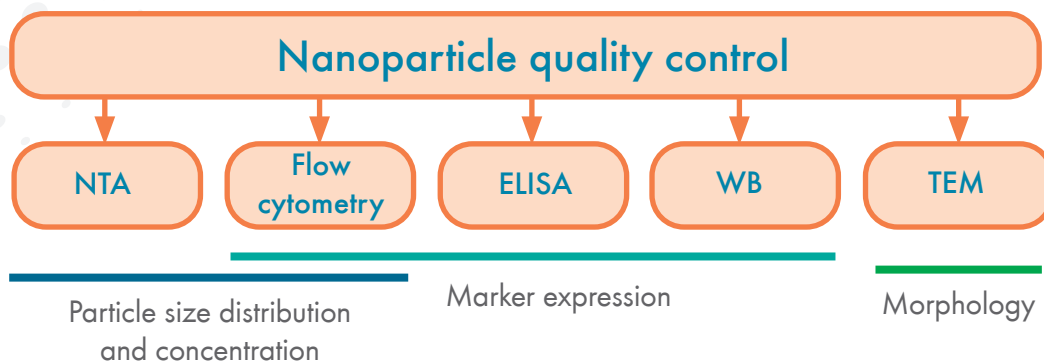 Nanoparticle quality control
NTA
Flow
cytometry
ELISA
WB
TEM
Particle size distribution
and concentration
Marker expression
Morphology